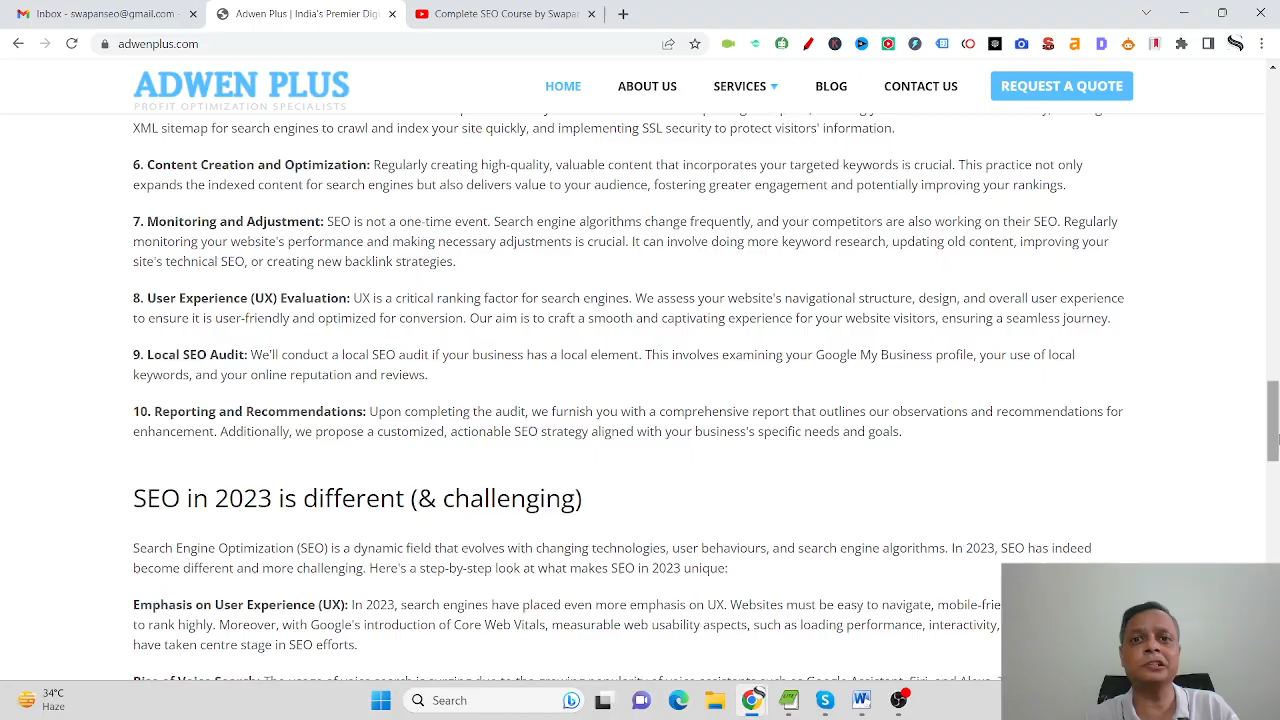 Inbox - swapanseo@gmail.com
Adwen Plus | India's Premier Digi
Complete SEO Course by Swapan
adwenplus.com
ADWEN PLUS
PROFIT OPTIMIZATION SPECIALISTS
HOME
ABOUT US
SERVICES
BLOG
CONTACT US
REQUEST A QUOTE
XML sitemap for search engines to crawl and index your site quickly, and implementing SSL security to protect visitors' information.
6. Content Creation and Optimization: Regularly creating high-quality, valuable content that incorporates your targeted keywords is crucial. This practice not only
expands the indexed content for search engines but also delivers value to your audience, fostering greater engagement and potentially improving your rankings.
7. Monitoring and Adjustment: SEO is not a one-time event. Search engine algorithms change frequently, and your competitors are also working on their SEO. Regularly
monitoring your website's performance and making necessary adjustments is crucial. It can involve doing more keyword research, updating old content, improving your
site's technical SEO, or creating new backlink strategies.
8. User Experience (UX) Evaluation: UX is a critical ranking factor for search engines. We assess your website's navigational structure, design, and overall user experience
to ensure it is user-friendly and optimized for conversion. Our aim is to craft a smooth and captivating experience for your website visitors, ensuring a seamless journey.
9. Local SEO Audit: We'll conduct a local SEO audit if your business has a local element. This involves examining your Google My Business profile, your use of local
keywords, and your online reputation and reviews.
10. Reporting and Recommendations: Upon completing the audit, we furnish you with a comprehensive report that outlines our observations and recommendations for
enhancement. Additionally, we propose a customized, actionable SEO strategy aligned with your business's specific needs and goals.
SEO in 2023 is different (& challenging)
Search Engine Optimization (SEO) is a dynamic field that evolves with changing technologies, user behaviours, and search engine algorithms. In 2023, SEO has indeed
become different and more challenging. Here's a step-by-step look at what makes SEO in 2023 unique:
Emphasis on User Experience (UX): In 2023, search engines have placed even more emphasis on UX. Websites must be easy to navigate, mobile-frie
to rank highly. Moreover, with Google's introduction of Core Web Vitals, measurable web usability aspects, such as loading performance, interactivity,
have taken centre stage in SEO efforts.
34°C
Haze
Search